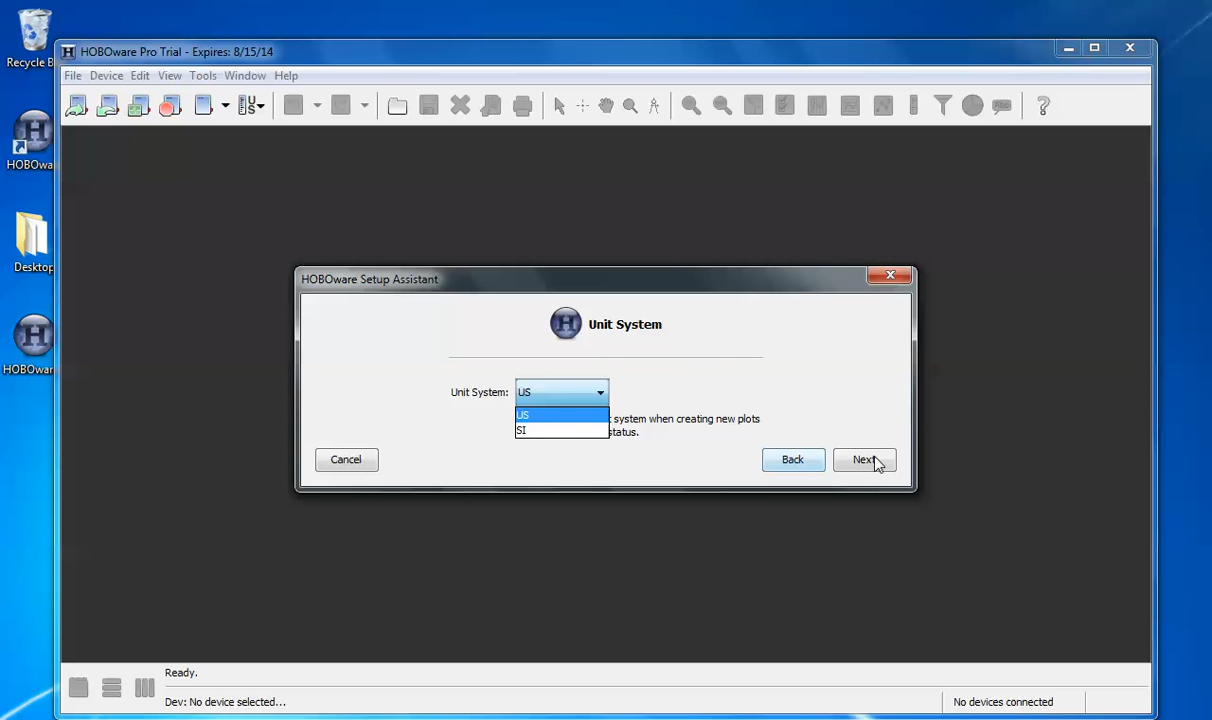 Recycle B
HOBOware Pro Trial - Expires: 8/15/14
File Device Edit View Tools Window Help
HOBOwa
Desktop
HOBOwar
HOBOware Setup Assistant
Unit System
Unit System: US
US
SI
t system when creating new plots
status.
Cancel
Back
Next
Ready.
Dev: No device selected...
No devices connected